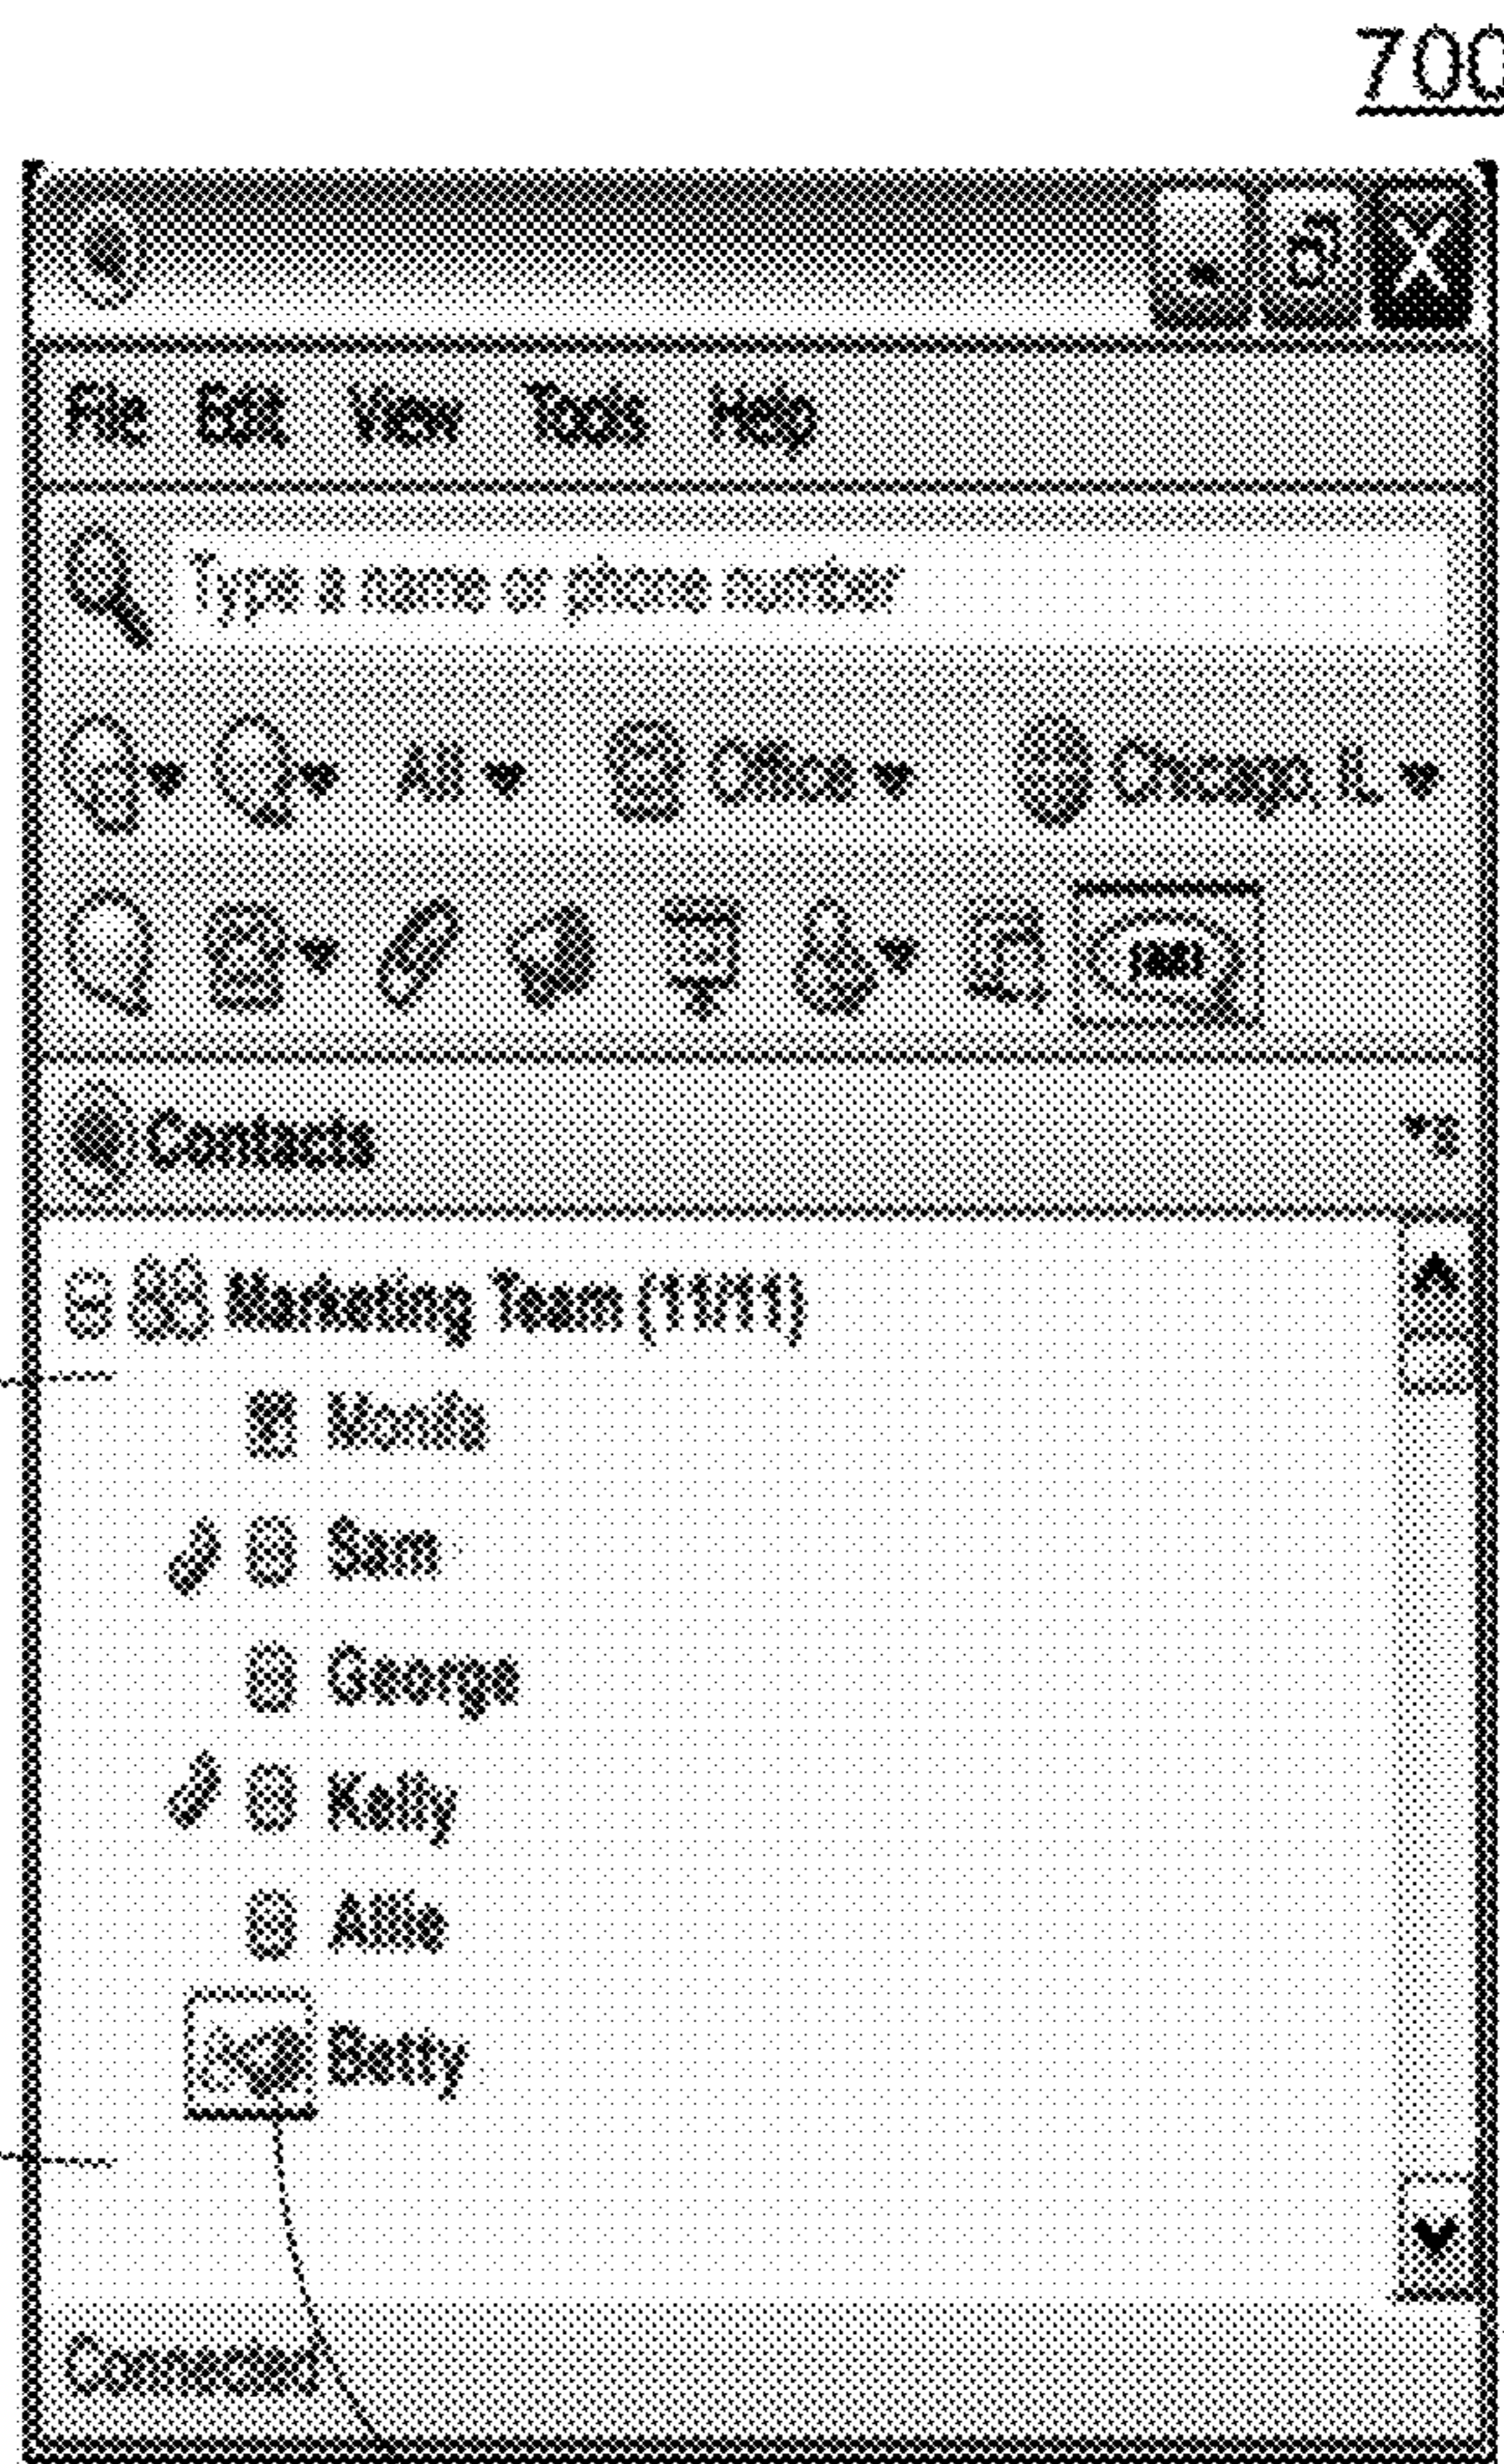 700
File Edit View Tools Help
Type a name or phone number
All Office Chicago, IL
Contacts
Marketing Team (11/11)
Sam
George
Kelly
Allie
Betty
Connected